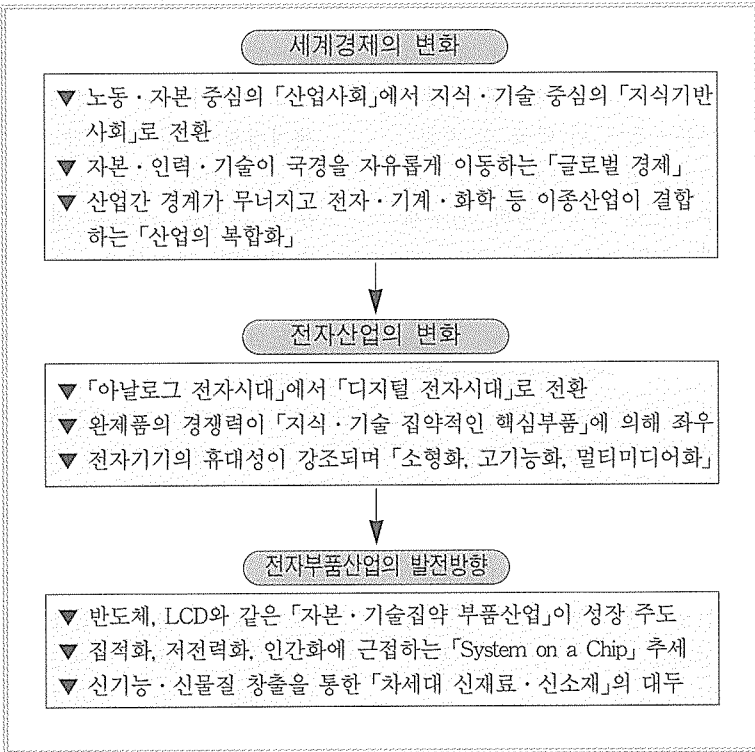 세계경제의 변화
▼ 노동·자본 중심의 「산업사회」에서 지식·기술 중심의 「지식기반
사회」로 전환
▼ 자본·인력·기술이 국경을 자유롭게 이동하는 「글로벌 경제」
▼ 산업간 경계가 무너지고 전자·기계·화학 등 이종산업이 결합
하는 「산업의 복합화」
전자산업의 변화
▼ 「아날로그 전자시대」에서 「디지털 전자시대」로 전환
▼ 완제품의 경쟁력이 「지식·기술 집약적인 핵심부품」에 의해 좌우
▼ 전자기기의 휴대성이 강조되며 「소형화, 고기능화, 멀티미디어화」
전자부품산업의 발전방향
▼ 반도체, LCD와 같은 「자본·기술집약 부품산업」이 성장 주도
▼ 집적화, 저전력화, 인간화에 근접하는 「System on a Chip」 추세
▼ 신기능·신물질 창출을 통한 「차세대 신재료·신소재」의 대두